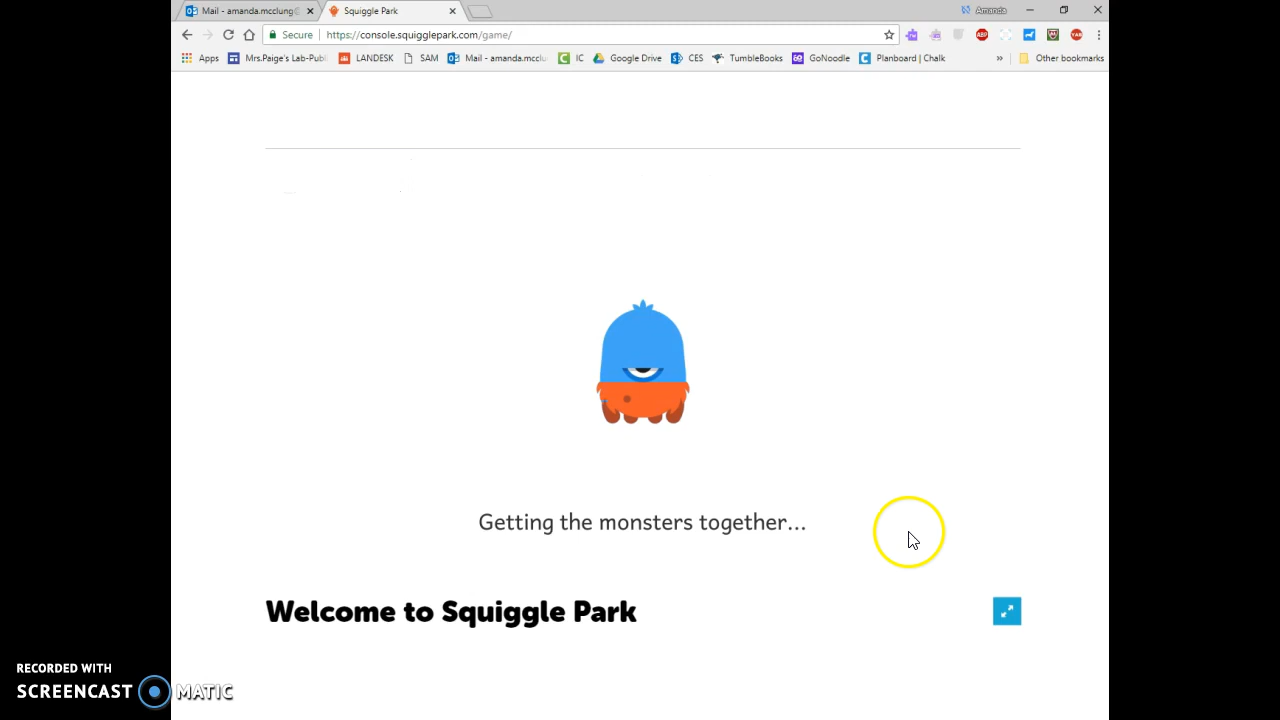 Mail - amanda.mcclung@
Squiggle Park
Amanda
Secure
https://console.squigglepark.com/game/
ABP
Apps
Mrs.Paige's Lab-Publ
LANDESK
SAM
Mail - amanda.mcclu
IC
Google Drive
CES
TumbleBooks
GoNoodle
Planboard | Chalk
»
Other bookmarks
Getting the monsters together...
Welcome to Squiggle Park
RECORDED WITH
SCREENCAST MATIC